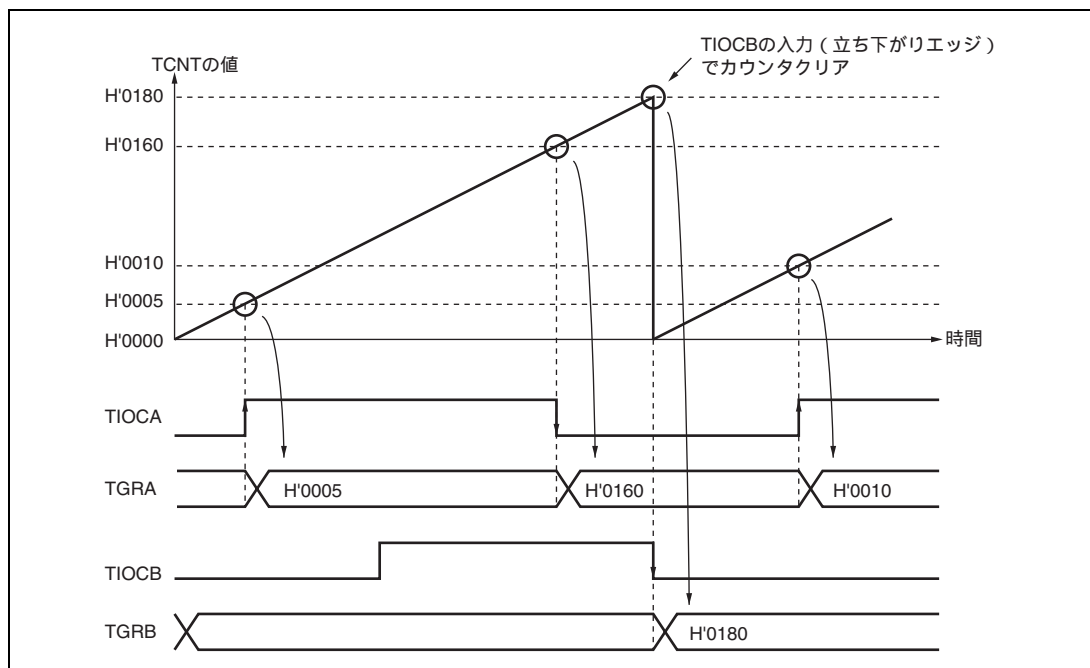 TIOCBの入力（立ち下がりエッジ）
でカウンタクリア
TCNTの値
H'0180
H'0160
H'0010
H'0005
H'0000
時間
TIOCA
TGRA
H'0005
H'0160
H'0010
TIOCB
TGRB
H'0180